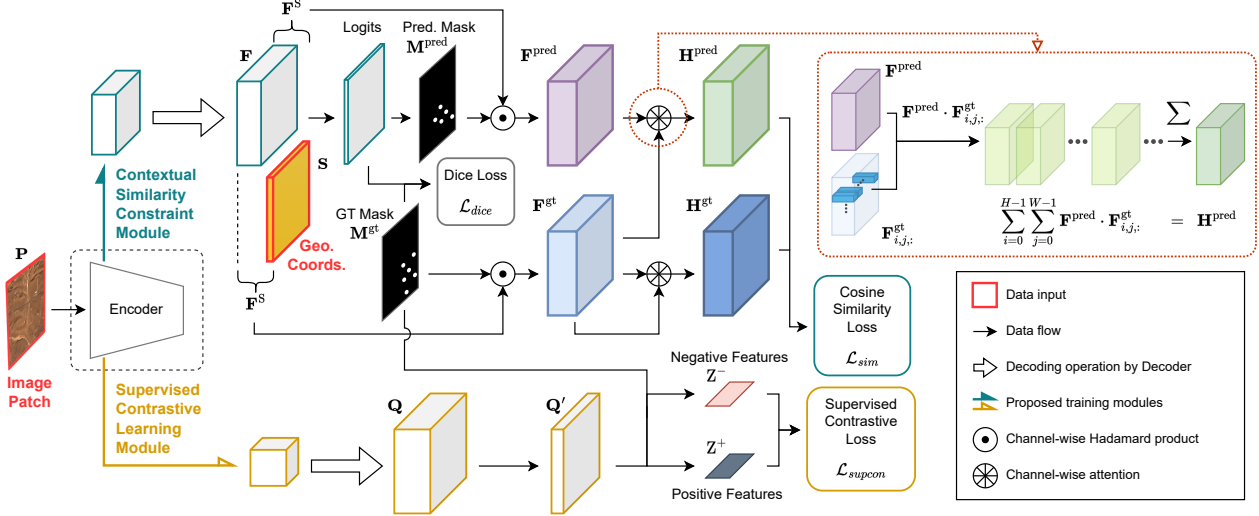 F^S
F
Logits
Pred. Mask
M^pred
F^pred
H^pred
S
Geo.
Coords.
F^S
Dice Loss
ℒ_dice
GT Mask
M^gt
F^gt
H^gt
Contextual
Similarity
Constraint
Module
P
Encoder
Image
Patch
Supervised
Contrastive
Learning
Module
Q
Q′
Negative Features
Z^−
Z^+
Positive Features
Cosine
Similarity
Loss
ℒ_sim
Supervised
Contrastive
Loss
ℒ_supcon
F^pred
F^pred · F^gt_{i,j,:}
∑
F^gt_{i,j,:}
∑_{i=0}^{H−1} ∑_{j=0}^{W−1} F^pred · F^gt_{i,j,:} = H^pred
Data input
Data flow
Decoding operation by Decoder
Proposed training modules
Channel-wise Hadamard product
Channel-wise attention